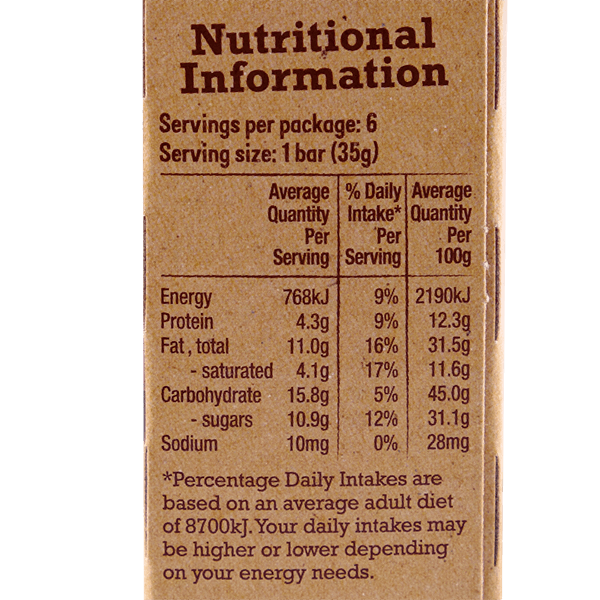 Nutritional
Information
Servings per package: 6
Serving size: 1 bar (35g)
Average % Daily Average
Quantity Intake* Quantity
Per Per Per
Serving Serving 100g
Energy 768kJ 9% 2190kJ
Protein 4.3g 9% 12.3g
Fat, total 11.0g 16% 31.5g
- saturated 4.1g 17% 11.6g
Carbohydrate 15.8g 5% 45.0g
- sugars 10.9g 12% 31.1g
Sodium 10mg 0% 28mg
*Percentage Daily Intakes are
based on an average adult diet
of 8700kJ. Your daily intakes may
be higher or lower depending
on your energy needs.